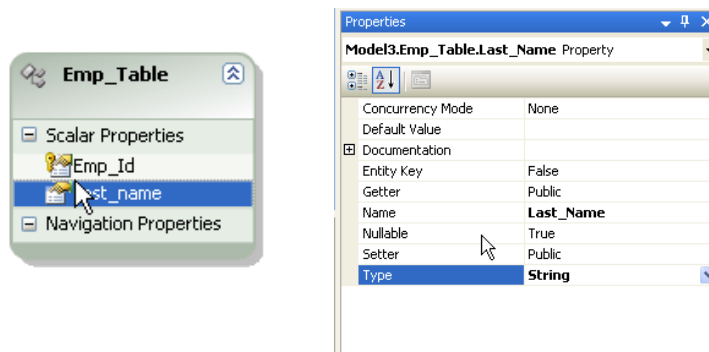 Emp_Table
Scalar Properties
Emp_Id
st_name
Navigation Properties
Properties
Model3.Emp_Table.Last_Name Property
Concurrency Mode None
Default Value
Documentation
Entity Key False
Getter Public
Name Last_Name
Nullable True
Setter Public
Type String